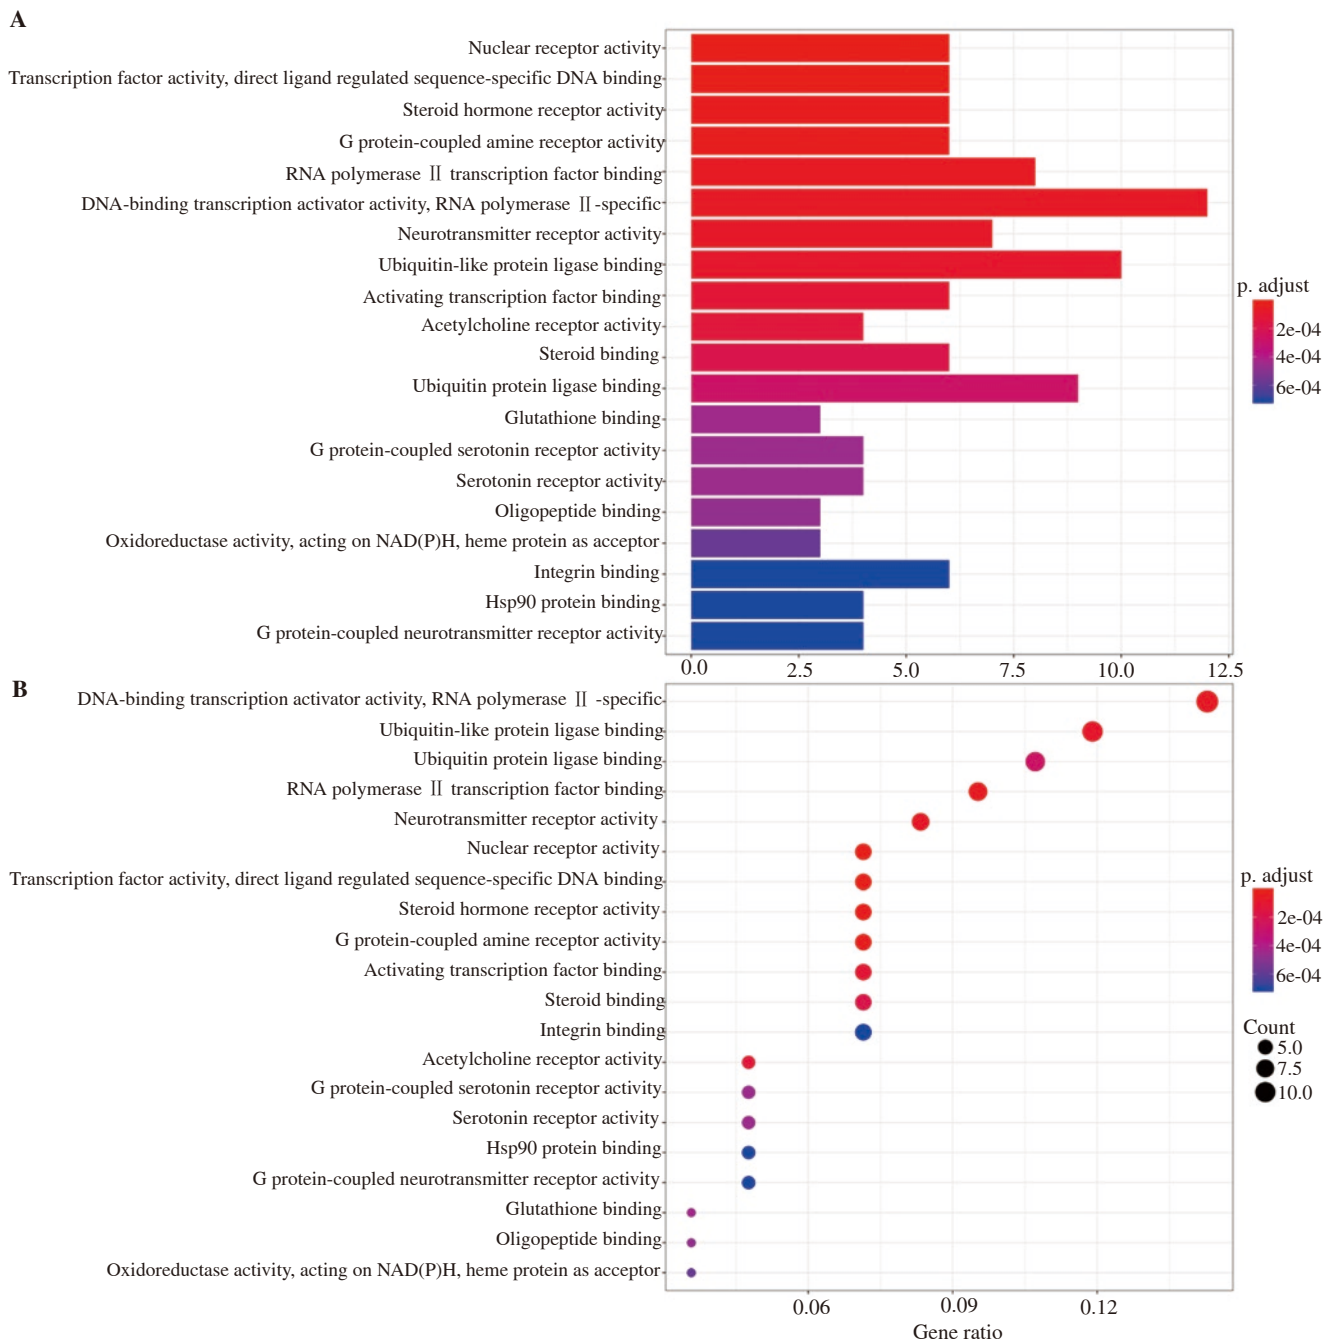 A
Nuclear receptor activity
Transcription factor activity, direct ligand regulated sequence-specific DNA binding
Steroid hormone receptor activity
G protein-coupled amine receptor activity
RNA polymerase Ⅱ transcription factor binding
DNA-binding transcription activator activity, RNA polymerase Ⅱ-specific
Neurotransmitter receptor activity
Ubiquitin-like protein ligase binding
Activating transcription factor binding
Acetylcholine receptor activity
Steroid binding
Ubiquitin protein ligase binding
Glutathione binding
G protein-coupled serotonin receptor activity
Serotonin receptor activity
Oligopeptide binding
Oxidoreductase activity, acting on NAD(P)H, heme protein as acceptor
Integrin binding
Hsp90 protein binding
G protein-coupled neurotransmitter receptor activity
0.0 2.5 5.0 7.5 10.0 12.5
p. adjust
2e-04
4e-04
6e-04
B
DNA-binding transcription activator activity, RNA polymerase Ⅱ -specific
Ubiquitin-like protein ligase binding
Ubiquitin protein ligase binding
RNA polymerase Ⅱ transcription factor binding
Neurotransmitter receptor activity
Nuclear receptor activity
Transcription factor activity, direct ligand regulated sequence-specific DNA binding
Steroid hormone receptor activity
G protein-coupled amine receptor activity
Activating transcription factor binding
Steroid binding
Integrin binding
Acetylcholine receptor activity
G protein-coupled serotonin receptor activity
Serotonin receptor activity
Hsp90 protein binding
G protein-coupled neurotransmitter receptor activity
Glutathione binding
Oligopeptide binding
Oxidoreductase activity, acting on NAD(P)H, heme protein as acceptor
0.06 0.09 0.12
Gene ratio
p. adjust
2e-04
4e-04
6e-04
Count
5.0
7.5
10.0